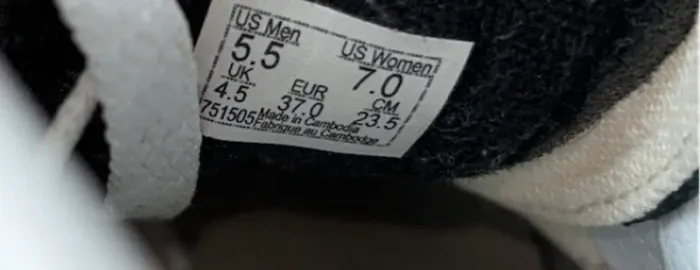 US Men US Women
5.5 7.0
UK EUR CM
4.5 37.0 23.5
751505 Made in Cambodia
Fabrique au Cambodge